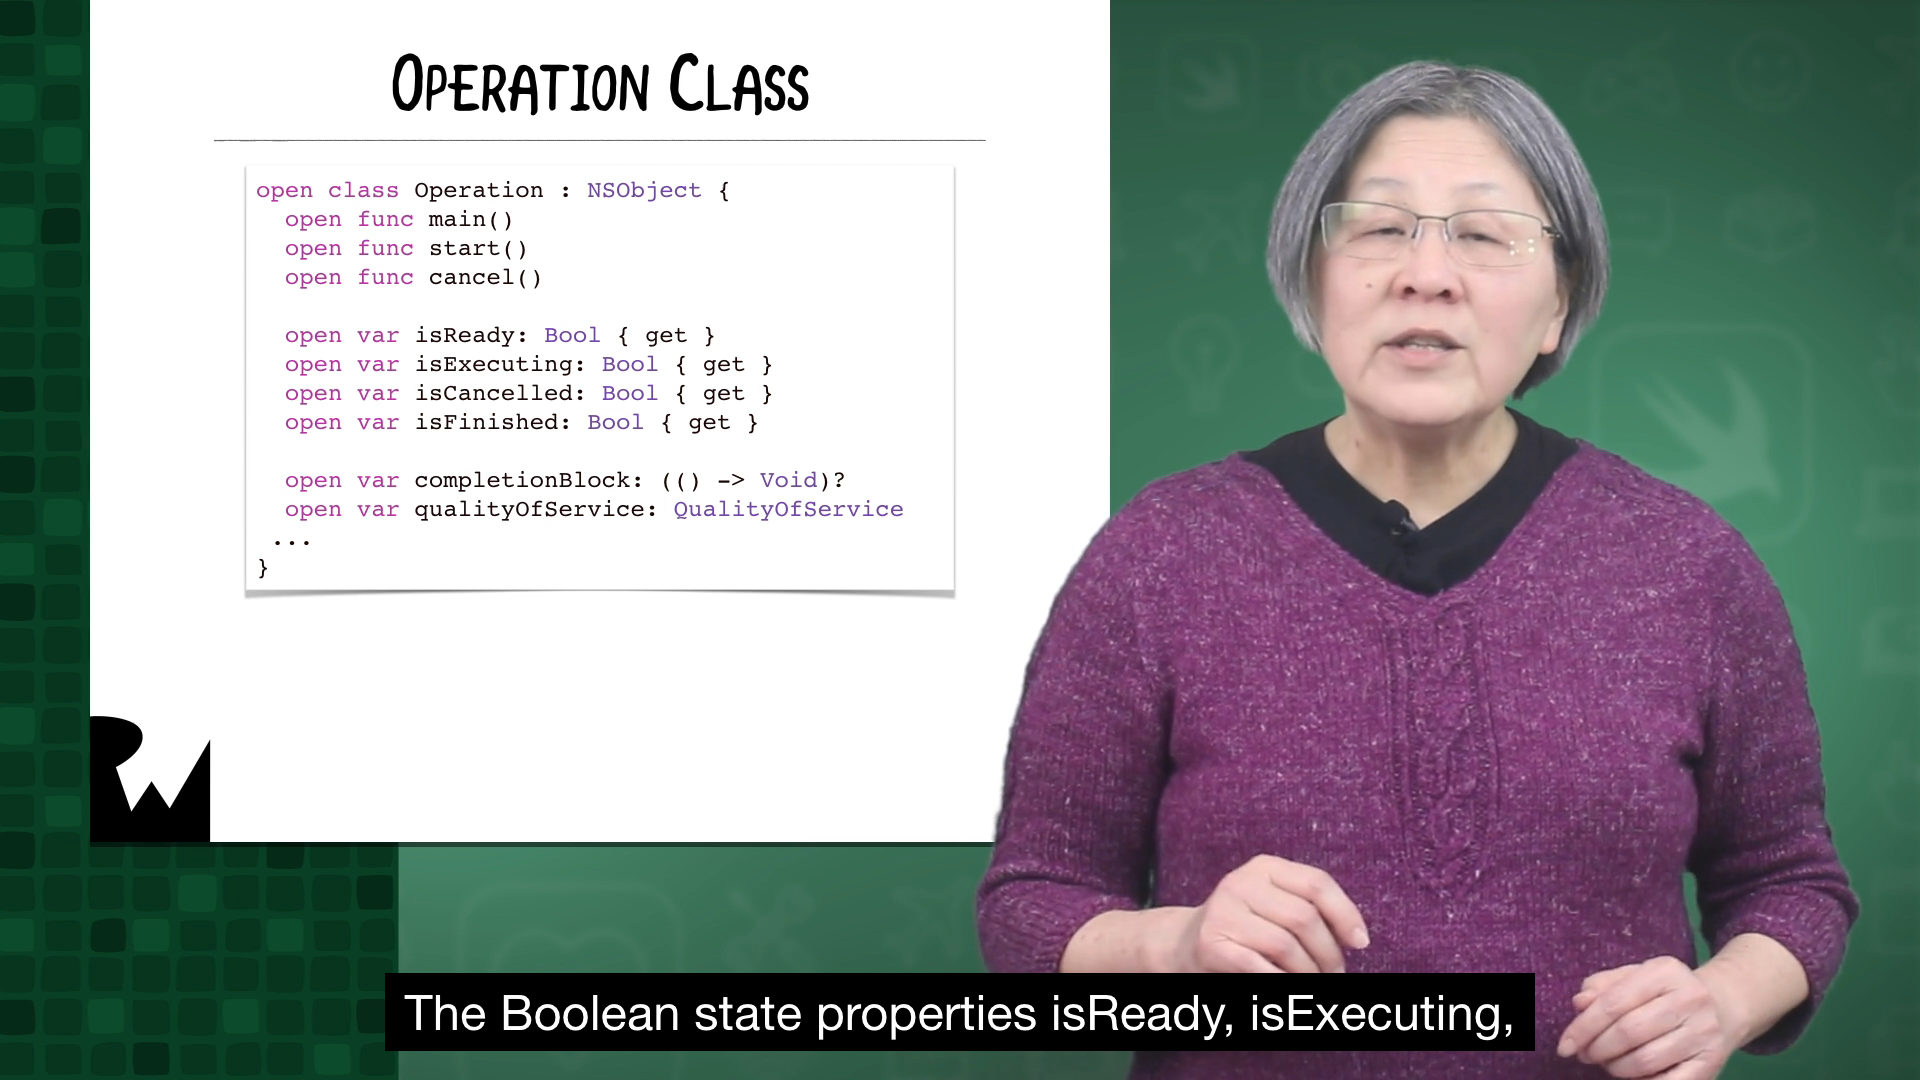 OPERATION CLASS
open class Operation : NSObject {
open func main()
open func start()
open func cancel()
open var isReady: Bool { get }
open var isExecuting: Bool { get }
open var isCancelled: Bool { get }
open var isFinished: Bool { get }
open var completionBlock: (() -> Void)?
open var qualityOfService: QualityOfService
...
}
RW
The Boolean state properties isReady, isExecuting,